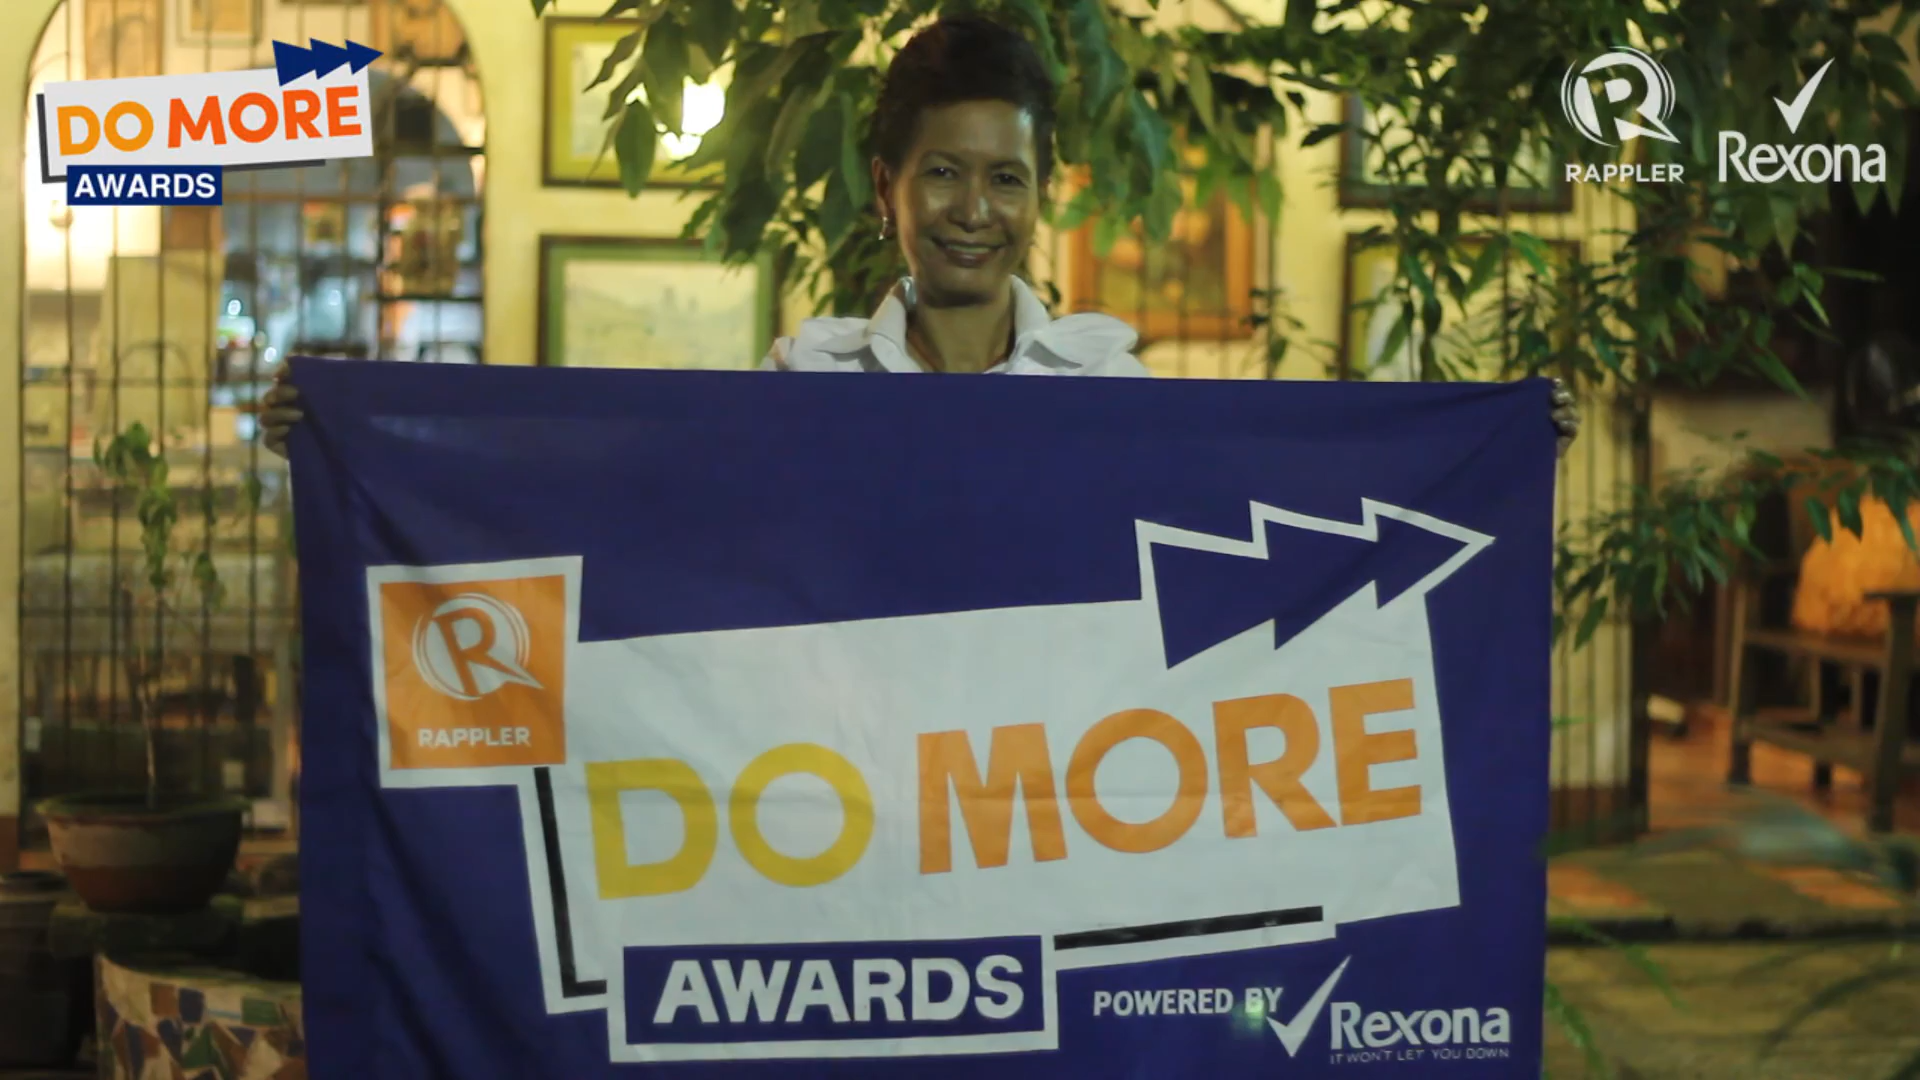 DO MORE
AWARDS
RAPPLER
Rexona
RAPPLER
DO MORE
AWARDS
POWERED BY
Rexona
IT WON'T LET YOU DOWN